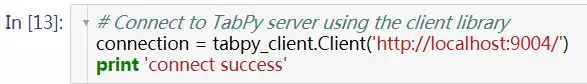 In [13]: # Connect to TabPy server using the client library
connection = tabpy_client.Client('http://localhost:9004/')
print 'connect success'